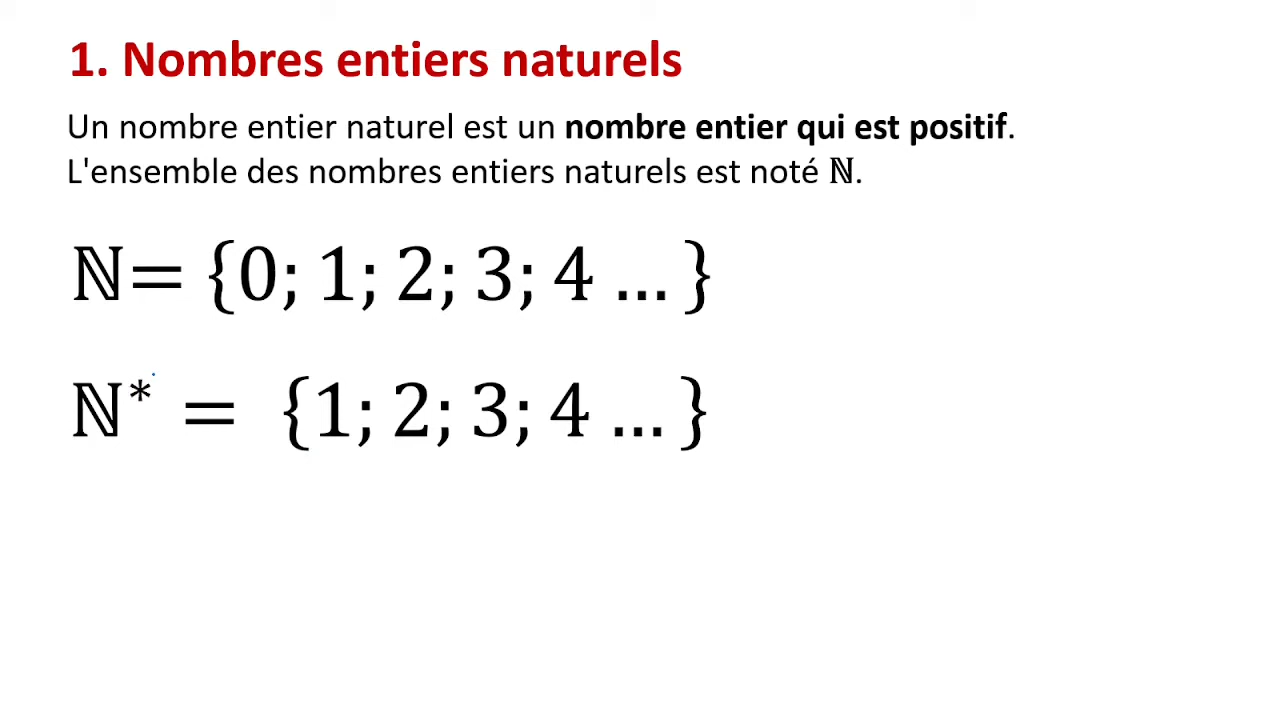 1. Nombres entiers naturels
Un nombre entier naturel est un nombre entier qui est positif.
L'ensemble des nombres entiers naturels est noté ℕ.
ℕ= {0; 1; 2; 3; 4 ... }
ℕ* = {1; 2; 3; 4 ... }